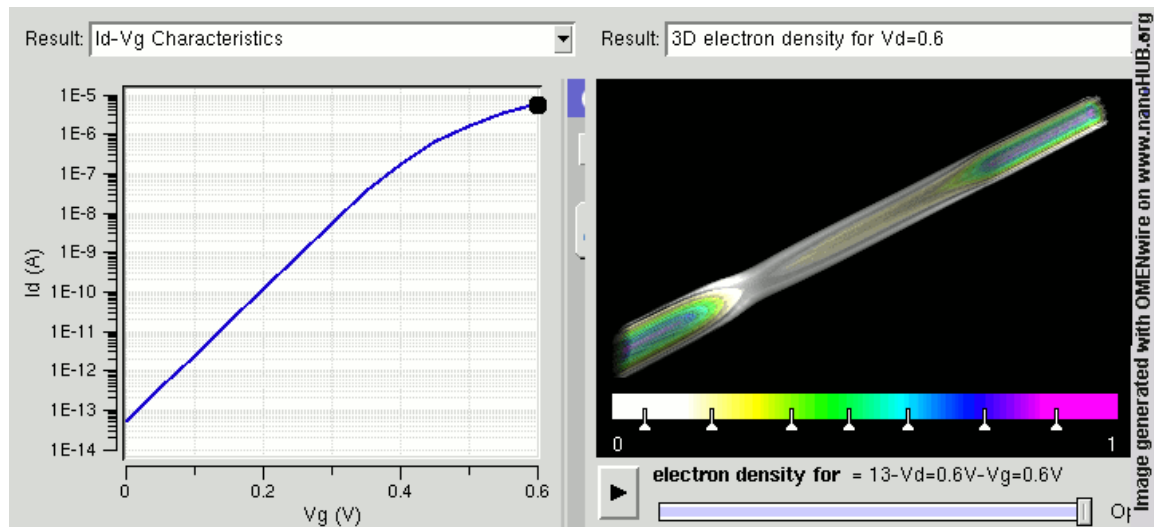 Result: Id-Vg Characteristics
1E-5
1E-6
1E-7
1E-8
1E-9
1E-10
1E-11
1E-12
1E-13
1E-14
Id (A)
0 0.2 0.4 0.6
Vg (V)
Result: 3D electron density for Vd=0.6
0 1
electron density for = 13-Vd=0.6V-Vg=0.6V
Image generated with OMENwire on www.nanoHUB.org